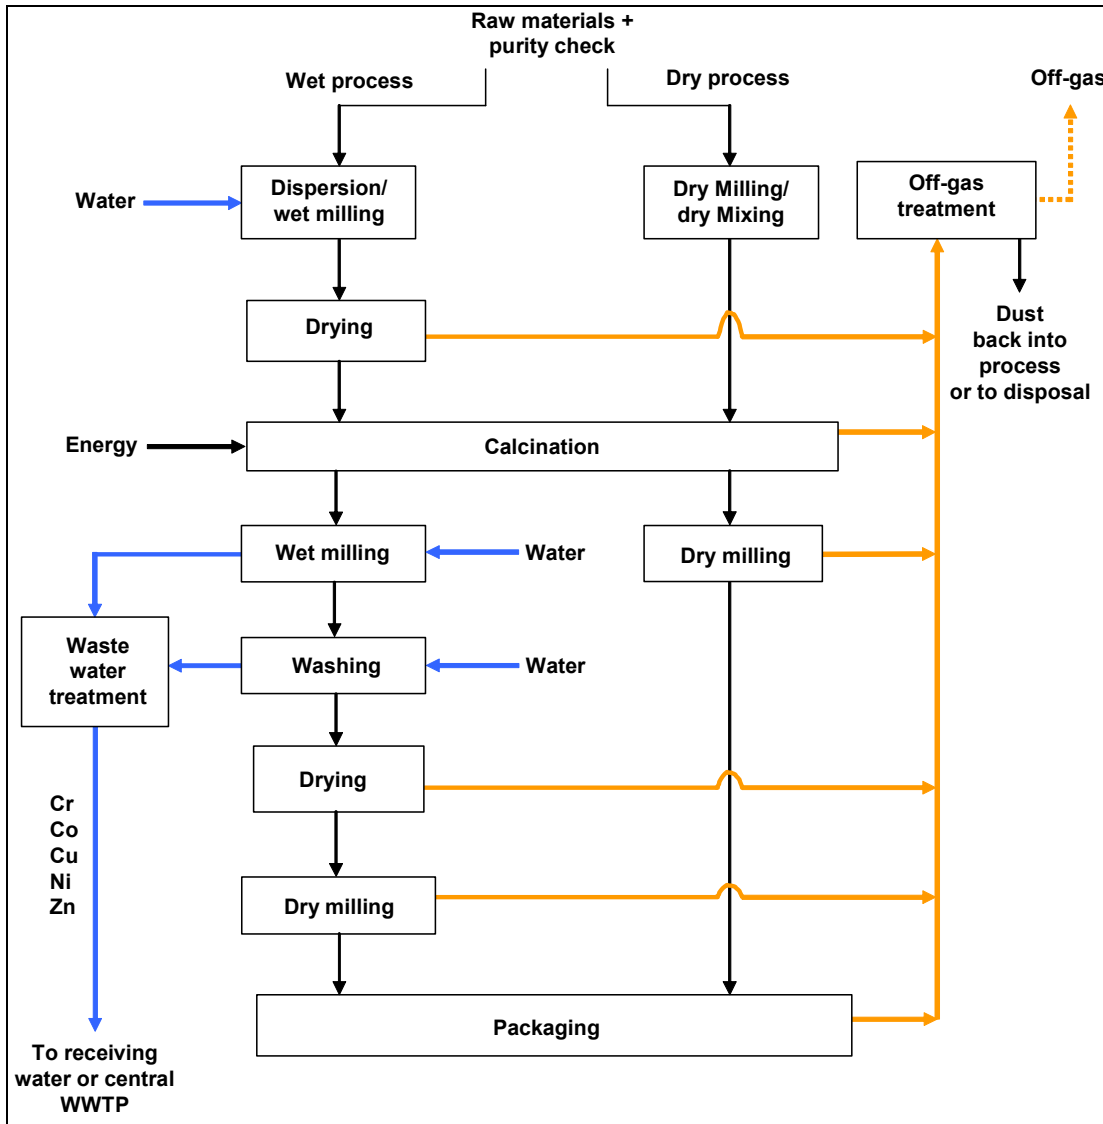 Raw materials +
purity check
Wet process
Dry process
Off-gas
Water
Dispersion/
wet milling
Dry Milling/
dry Mixing
Off-gas
treatment
Drying
Dust
back into
process
or to disposal
Energy
Calcination
Wet milling
Water
Dry milling
Waste
water
treatment
Washing
Water
Drying
Cr
Co
Cu
Ni
Zn
Dry milling
Packaging
To receiving
water or central
WWTP